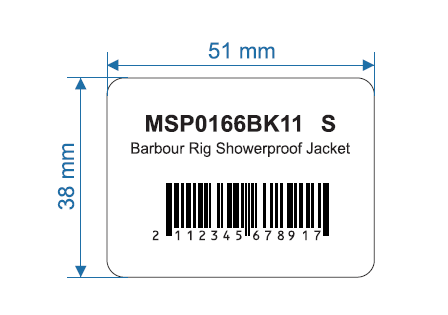 51 mm
38 mm
MSP0166BK11 S
Barbour Rig Showerproof Jacket
2 112345 678917